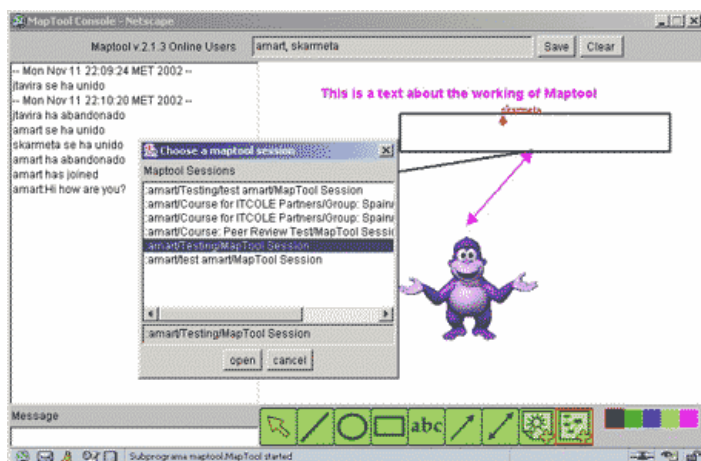 MapTool Console - Netscape
Maptool v.2.1.3 Online Users
amart, skarmeta
Save
Clear
-- Mon Nov 11 22:09:24 MET 2002 --
jtavira se ha unido
-- Mon Nov 11 22:10:20 MET 2002 --
jtavira ha abandonado
amart se ha unido
skarmeta se ha unido
amart ha abandonado
amart has joined
amart:Hi how are you?
This is a text about the working of Maptool
skarmeta
Choose a maptool session
Maptool Sessions
:amart/Testing/test amart/MapTool Session
:amart/Course for ITCOLE Partners/Group: Spain/
:amart/Course for ITCOLE Partners/Group: Spain/
:amart/Course: Peer Review Test/MapTool Sessi
:amart/Testing/MapTool Session
:amart/test amart/MapTool Session
:amart/Testing/MapTool Session
open
cancel
Message
abc
Subprograma maptool.MapTool started